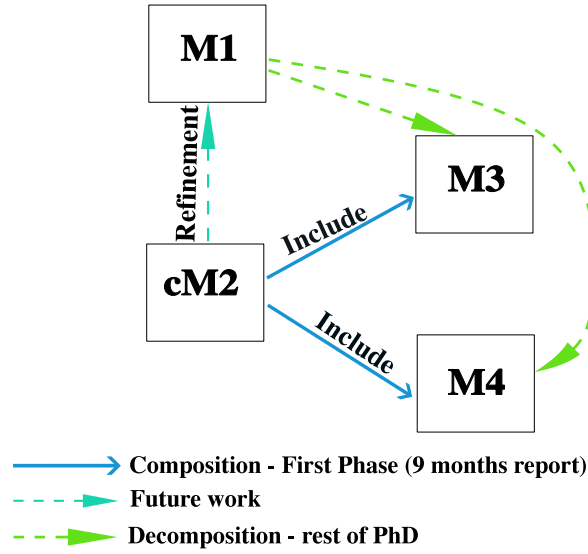 M1
Refinement
M3
Include
cM2
Include
M4
Composition - First Phase (9 months report)
Future work
Decomposition - rest of PhD